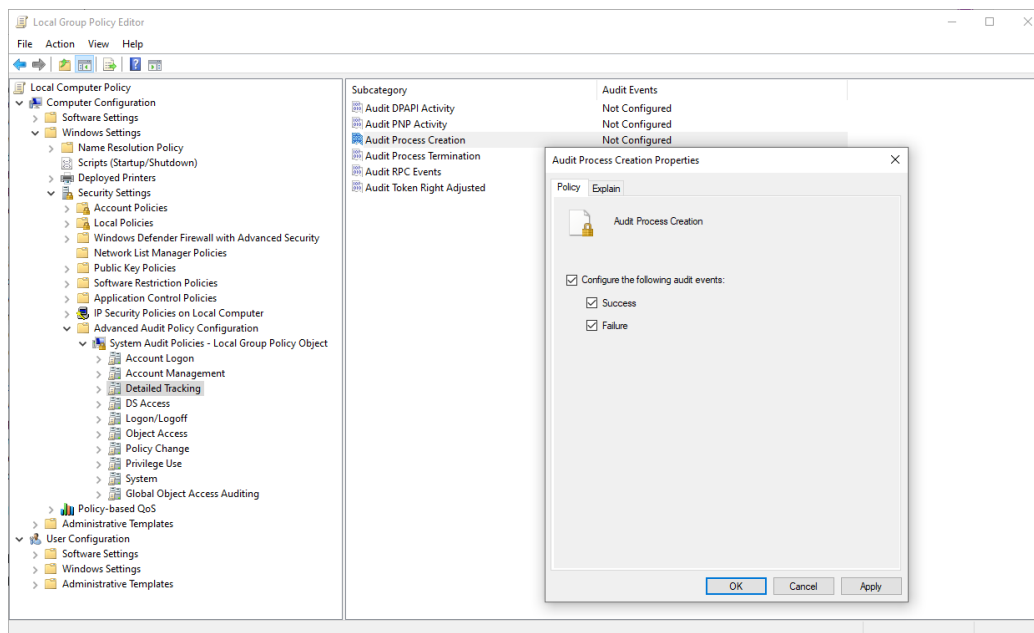 Local Group Policy Editor
File Action View Help
Local Computer Policy
Computer Configuration
Software Settings
Windows Settings
Name Resolution Policy
Scripts (Startup/Shutdown)
Deployed Printers
Security Settings
Account Policies
Local Policies
Windows Defender Firewall with Advanced Security
Network List Manager Policies
Public Key Policies
Software Restriction Policies
Application Control Policies
IP Security Policies on Local Computer
Advanced Audit Policy Configuration
System Audit Policies - Local Group Policy Object
Account Logon
Account Management
Detailed Tracking
DS Access
Logon/Logoff
Object Access
Policy Change
Privilege Use
System
Global Object Access Auditing
Policy-based QoS
Administrative Templates
User Configuration
Software Settings
Windows Settings
Administrative Templates
Subcategory Audit Events
Audit DPAPI Activity Not Configured
Audit PNP Activity Not Configured
Audit Process Creation Not Configured
Audit Process Termination
Audit RPC Events
Audit Token Right Adjusted
Audit Process Creation Properties
Policy Explain
Audit Process Creation
Configure the following audit events:
Success
Failure
OK Cancel Apply